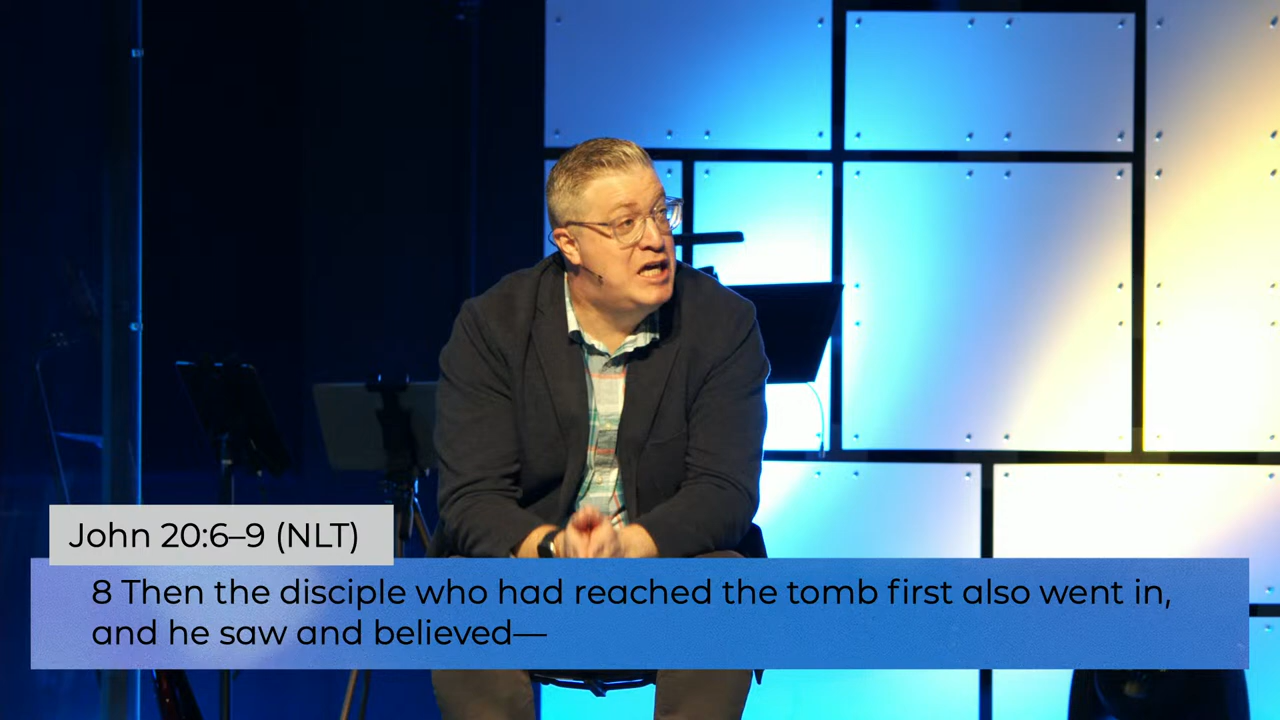 John 20:6–9 (NLT)
8 Then the disciple who had reached the tomb first also went in,
and he saw and believed—